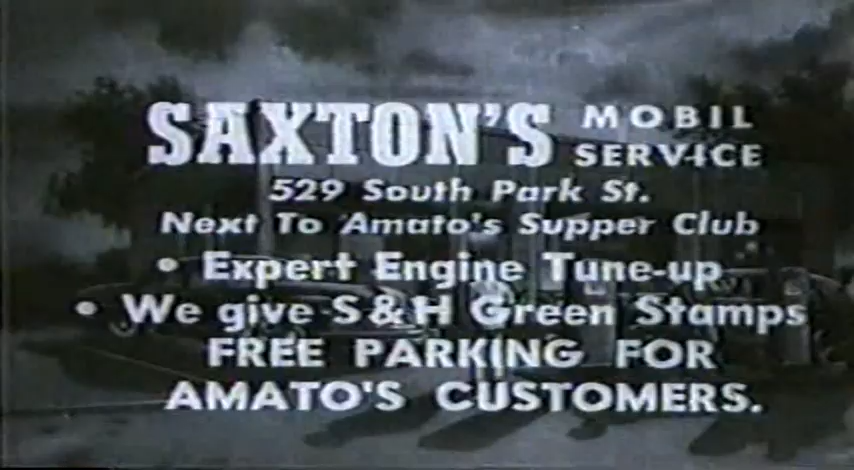 SAXTON'S MOBIL SERVICE
529 South Park St.
Next To Amato's Supper Club
• Expert Engine Tune-up
• We give S&H Green Stamps
FREE PARKING FOR
AMATO'S CUSTOMERS.